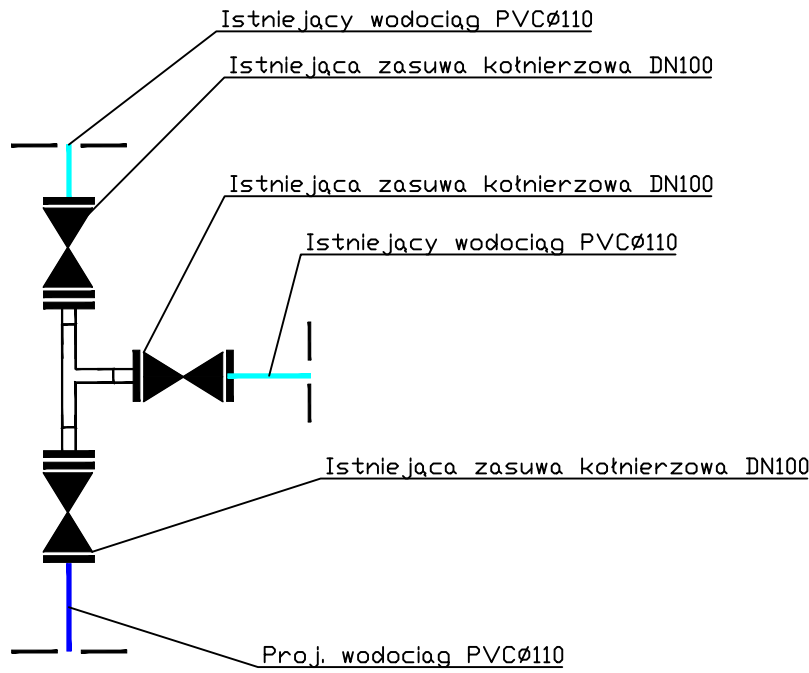 Istniejący wodociąg PVCØ110
Istniejąca zasuwa kołnierzowa DN100
Istniejąca zasuwa kołnierzowa DN100
Istniejący wodociąg PVCØ110
Istniejąca zasuwa kołnierzowa DN100
Proj. wodociąg PVCØ110